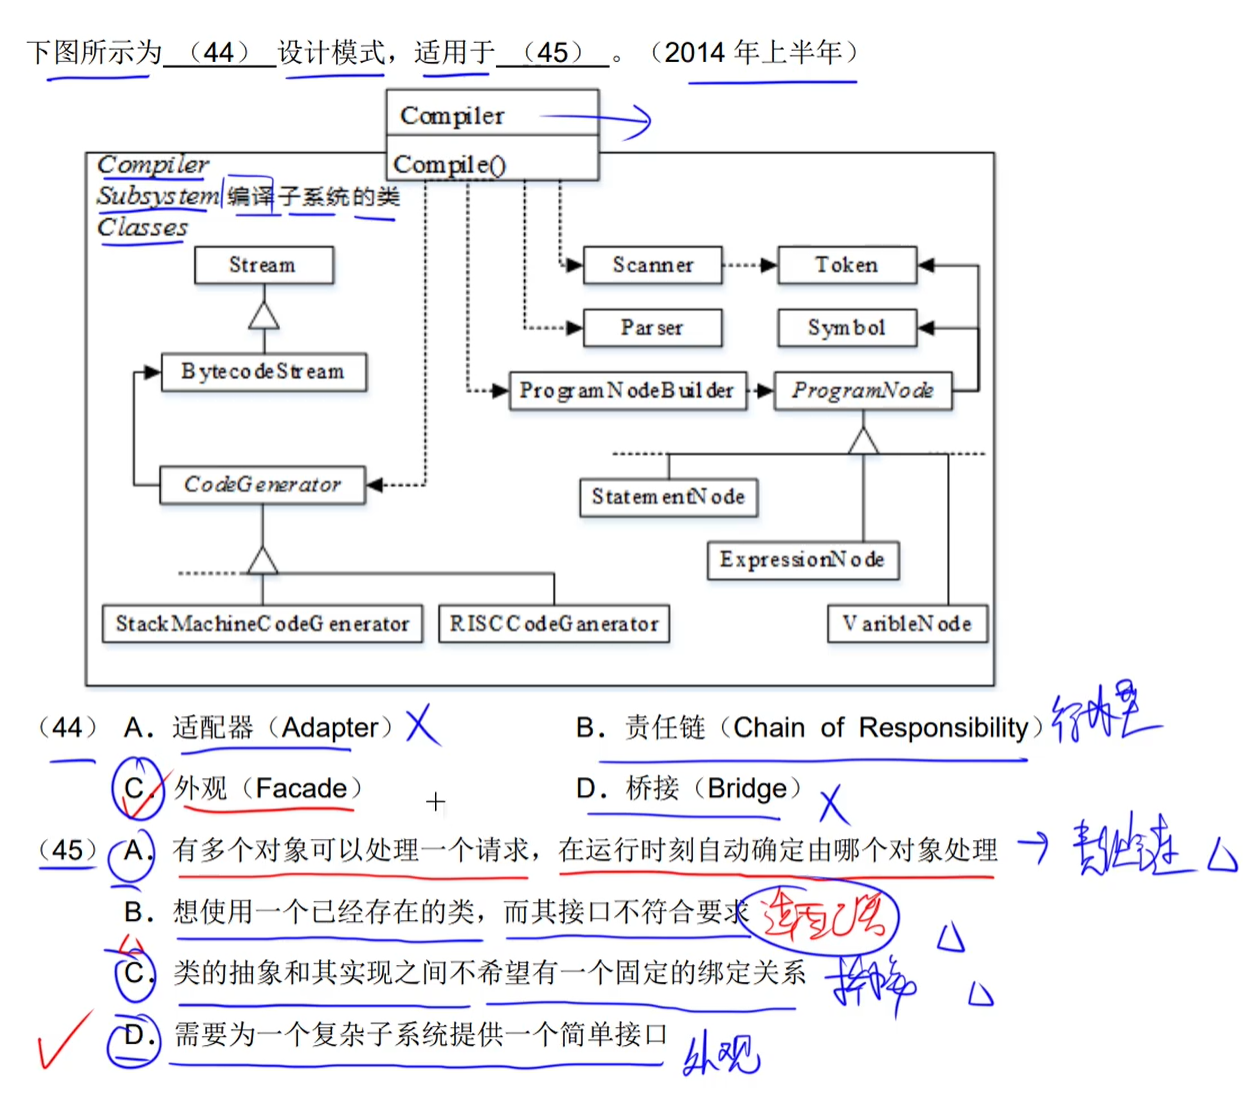 下图所示为 （44） 设计模式，适用于 （45） 。（2014 年上半年）
Compiler
Compile()
Compiler
Subsystem 编译子系统的类
Classes
Stream
Scanner
Token
Parser
Symbol
BytecodeStream
ProgramNodeBuilder
ProgramNode
CodeGenerator
StatementNode
ExpressionNode
StackMachineCodeGenerator
RISCCodeGanerator
VaribleNode
（44） A．适配器（Adapter） X
B．责任链（Chain of Responsibility） 行为型
C．外观（Facade）
D．桥接（Bridge） X
（45） A．有多个对象可以处理一个请求，在运行时刻自动确定由哪个对象处理 责任链
B．想使用一个已经存在的类，而其接口不符合要求 适配器
C．类的抽象和其实现之间不希望有一个固定的绑定关系 桥接
D．需要为一个复杂子系统提供一个简单接口 外观